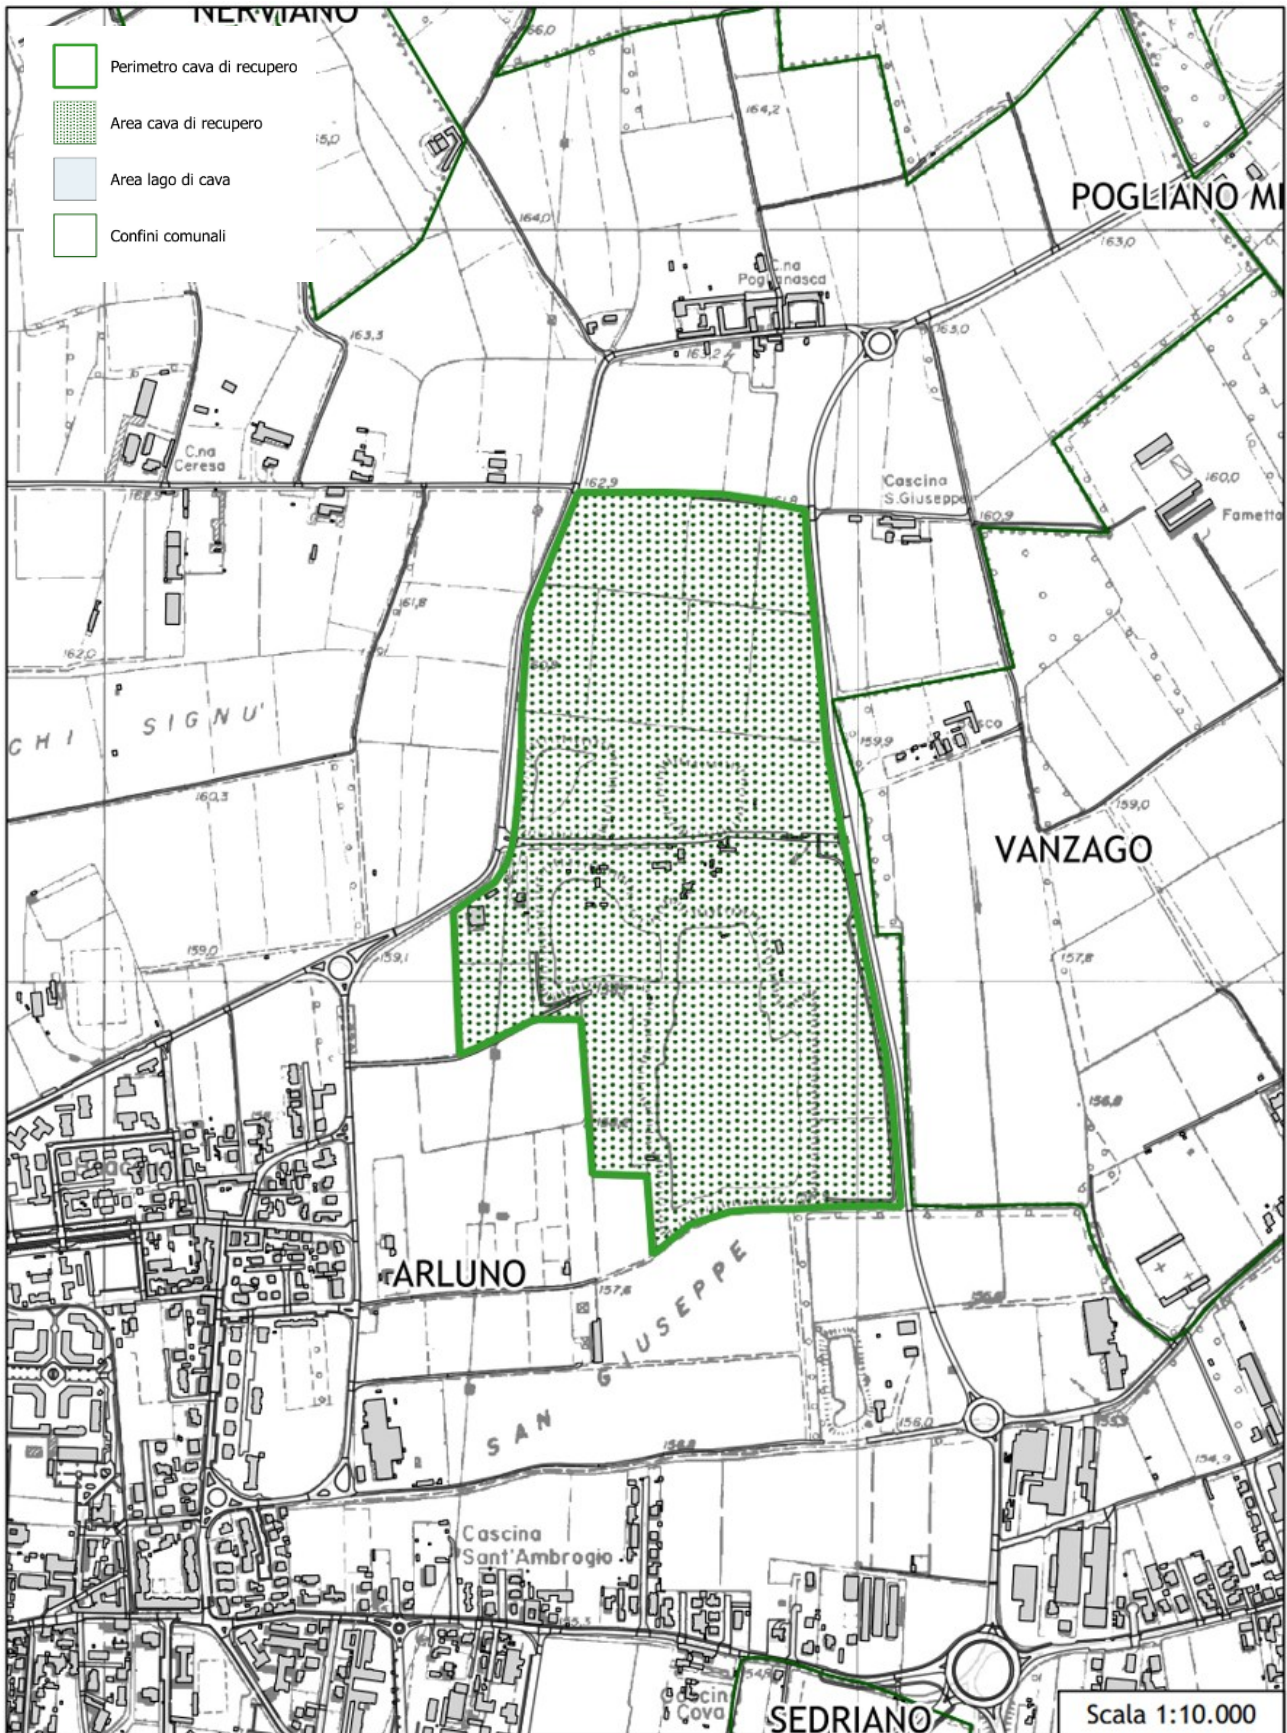 NERVIANO
Perimetro cava di recupero
Area cava di recupero
Area lago di cava
Confini comunali
164,2
POGLIANO MI
164,0
163,0
C.na
Poglianasca
163,3
163,0
163,2
C.na
Ceresa
162,9
Cascina
S.Giuseppe
160,0
160,9
Fametta
161,8
162,0
CHI SIGNU'
159,9
160,3
159,0
VANZAGO
159,0
159,1
157,8
156,8
ARLUNO
157,6
SAN GIUSEPPE
156,0
156,8
154,9
Cascina
Sant'Ambrogio
Cova
SEDRIANO
Scala 1:10.000